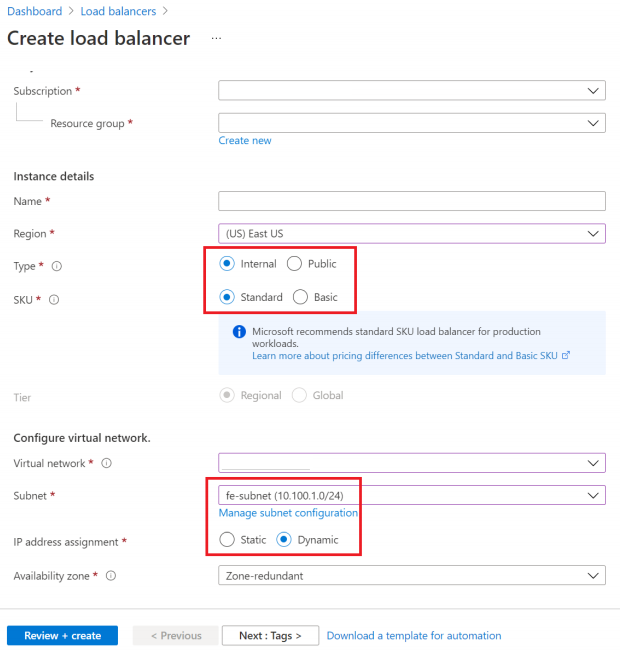 Dashboard > Load balancers >
Create load balancer ...
Subscription *
Resource group *
Create new
Instance details
Name *
Region *
(US) East US
Type *
Internal
Public
SKU *
Standard
Basic
Microsoft recommends standard SKU load balancer for production
workloads.
Learn more about pricing differences between Standard and Basic SKU
Tier
Regional
Global
Configure virtual network.
Virtual network *
Subnet *
fe-subnet (10.100.1.0/24)
Manage subnet configuration
IP address assignment *
Static
Dynamic
Availability zone *
Zone-redundant
Review + create
< Previous
Next : Tags >
Download a template for automation